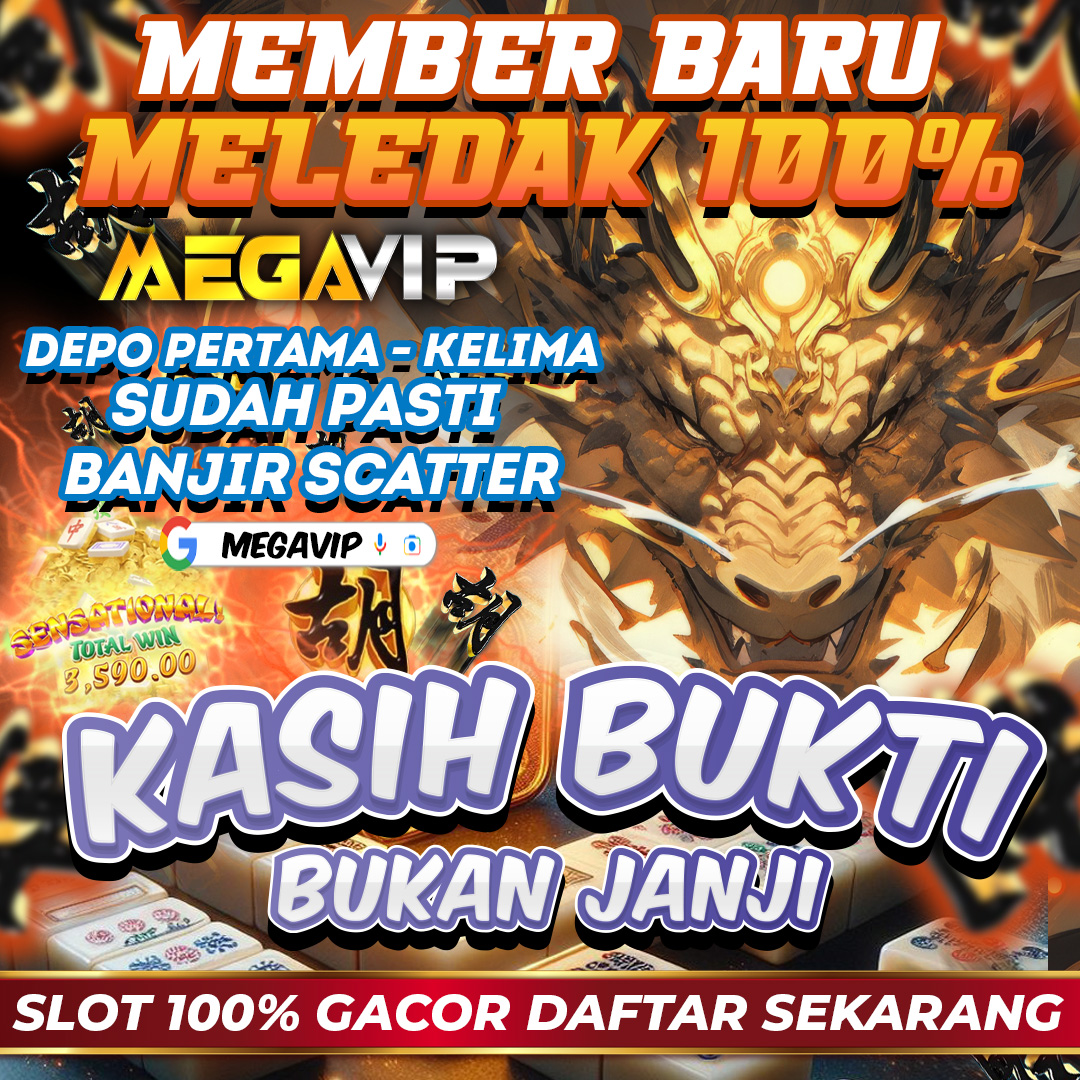 MEMBER BARU
MELEDAK 100%
MEGAVIP
DEPO PERTAMA - KELIMA
SUDAH PASTI
BANJIR SCATTER
MEGAVIP
SENSATIONAL!
TOTAL WIN
3,590.00
胡
KASIH BUKTI
BUKAN JANJI
SLOT 100% GACOR DAFTAR SEKARANG